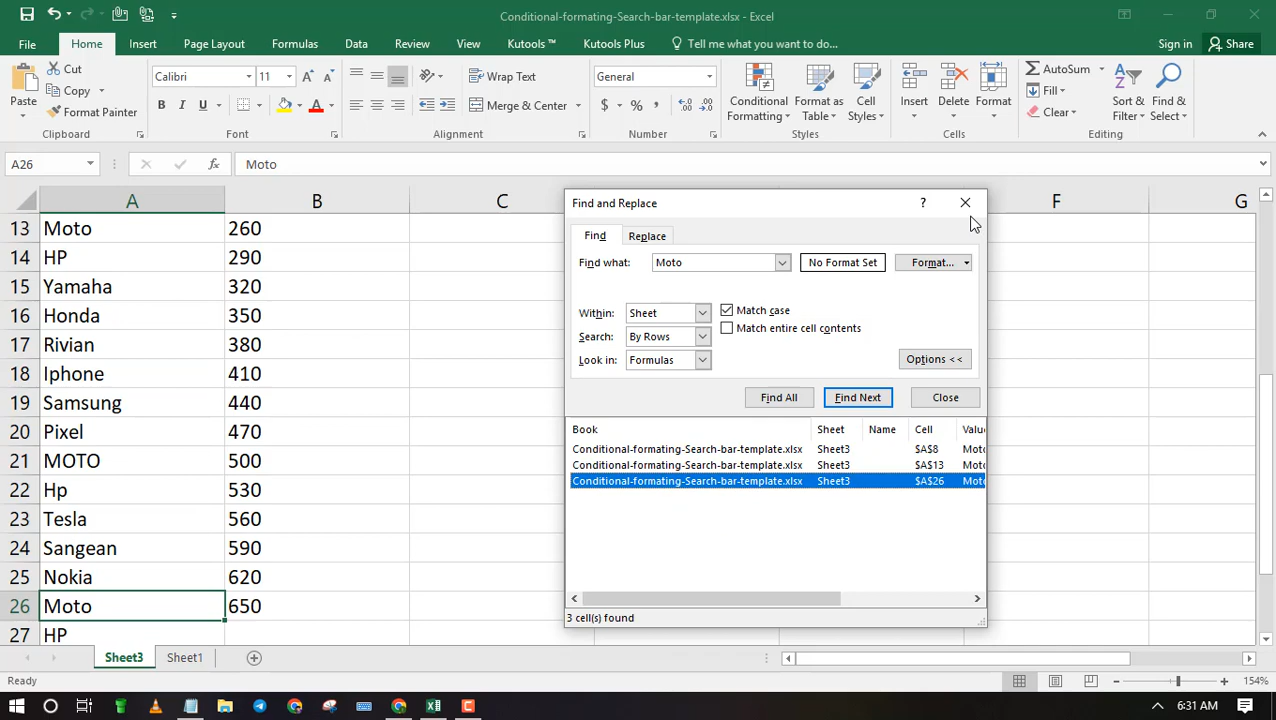 Conditional-formating-Search-bar-template.xlsx - Excel
File Home Insert Page Layout Formulas Data Review View Kutools ™ Kutools Plus Tell me what you want to do... Sign in Share
Paste Cut Copy Format Painter
Calibri 11
B I U
Wrap Text
Merge & Center
General
$ % ,
Conditional Formatting Format as Table Cell Styles
Insert Delete Format
AutoSum Fill Clear
Sort & Filter Find & Select
Clipboard Font Alignment Number Styles Cells Editing
A26 fx Moto
A B C F G
13 Moto 260
14 HP 290
15 Yamaha 320
16 Honda 350
17 Rivian 380
18 Iphone 410
19 Samsung 440
20 Pixel 470
21 MOTO 500
22 Hp 530
23 Tesla 560
24 Sangean 590
25 Nokia 620
26 Moto 650
27 HP
Find and Replace ?
Find Replace
Find what: Moto No Format Set Format...
Within: Sheet Match case
Search: By Rows Match entire cell contents
Look in: Formulas Options <<
Find All Find Next Close
Book Sheet Name Cell Valu
Conditional-formating-Search-bar-template.xlsx Sheet3 $A$8 Moto
Conditional-formating-Search-bar-template.xlsx Sheet3 $A$13 Moto
Conditional-formating-Search-bar-template.xlsx Sheet3 $A$26 Moto
3 cell(s) found
Sheet3 Sheet1
Ready 154%
6:31 AM